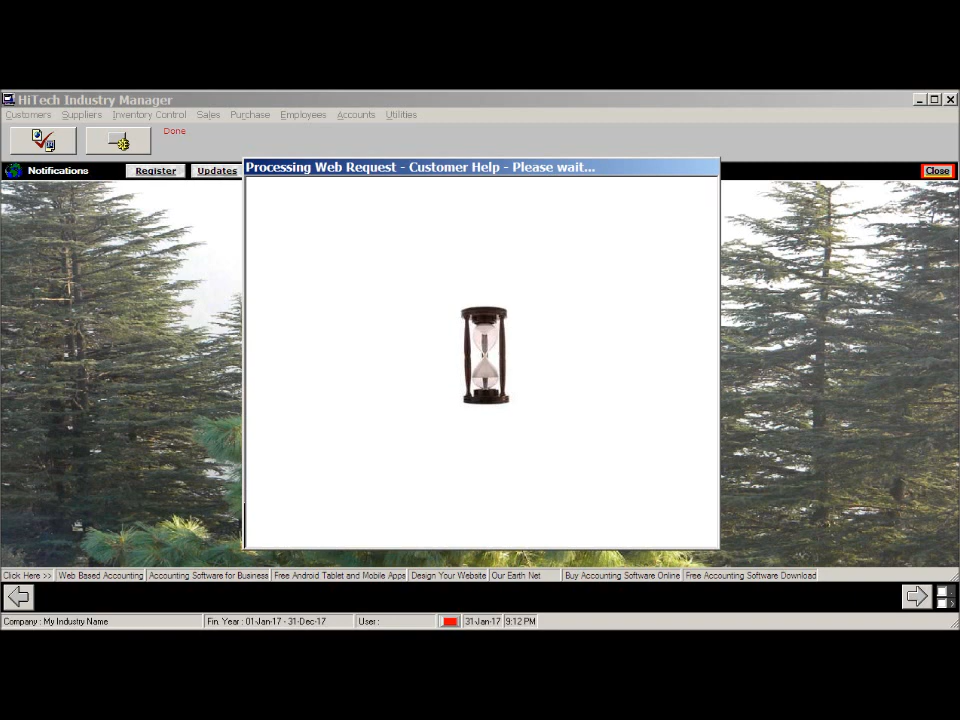 HiTech Industry Manager
Customers Suppliers Inventory Control Sales Purchase Employees Accounts Utilities
Done
Processing Web Request - Customer Help - Please wait...
Notifications Register Updates Close
Click Here >> Web Based Accounting Accounting Software for Business Free Android Tablet and Mobile Apps Design Your Website Our Earth Net Buy Accounting Software Online Free Accounting Software Download
Company : My Industry Name Fin. Year : 01-Jan-17 - 31-Dec-17 User : 31-Jan-17 9:12 PM